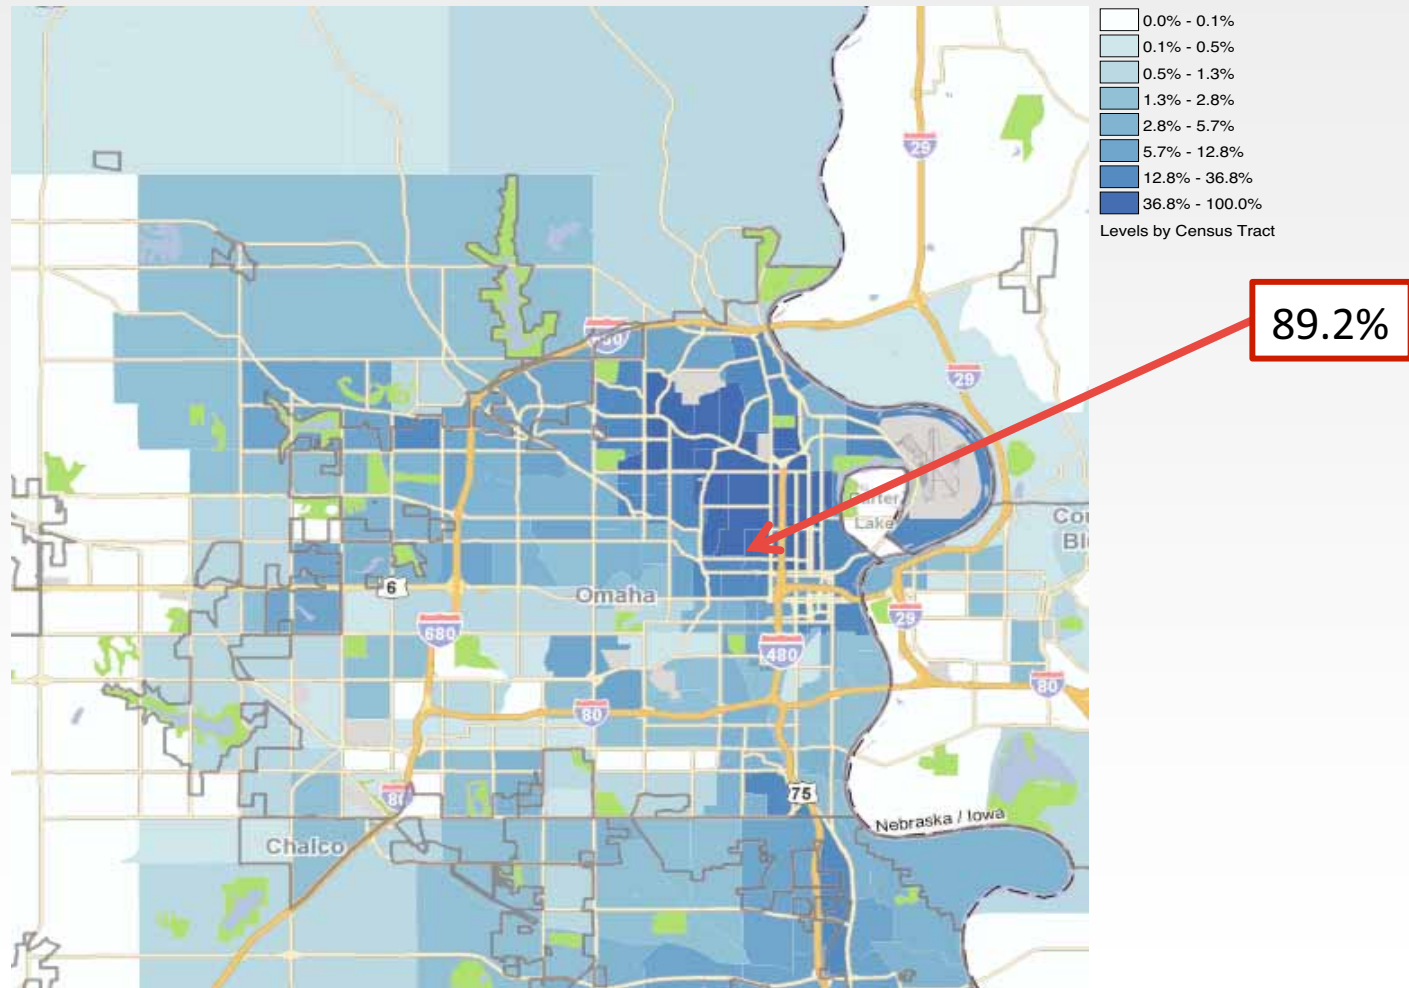 0.0% - 0.1%
0.1% - 0.5%
0.5% - 1.3%
1.3% - 2.8%
2.8% - 5.7%
5.7% - 12.8%
12.8% - 36.8%
36.8% - 100.0%
Levels by Census Tract
89.2%
29
29
Carter
Lake
6
Omaha
680
29
480
80
80
75
Nebraska / Iowa
Chalco